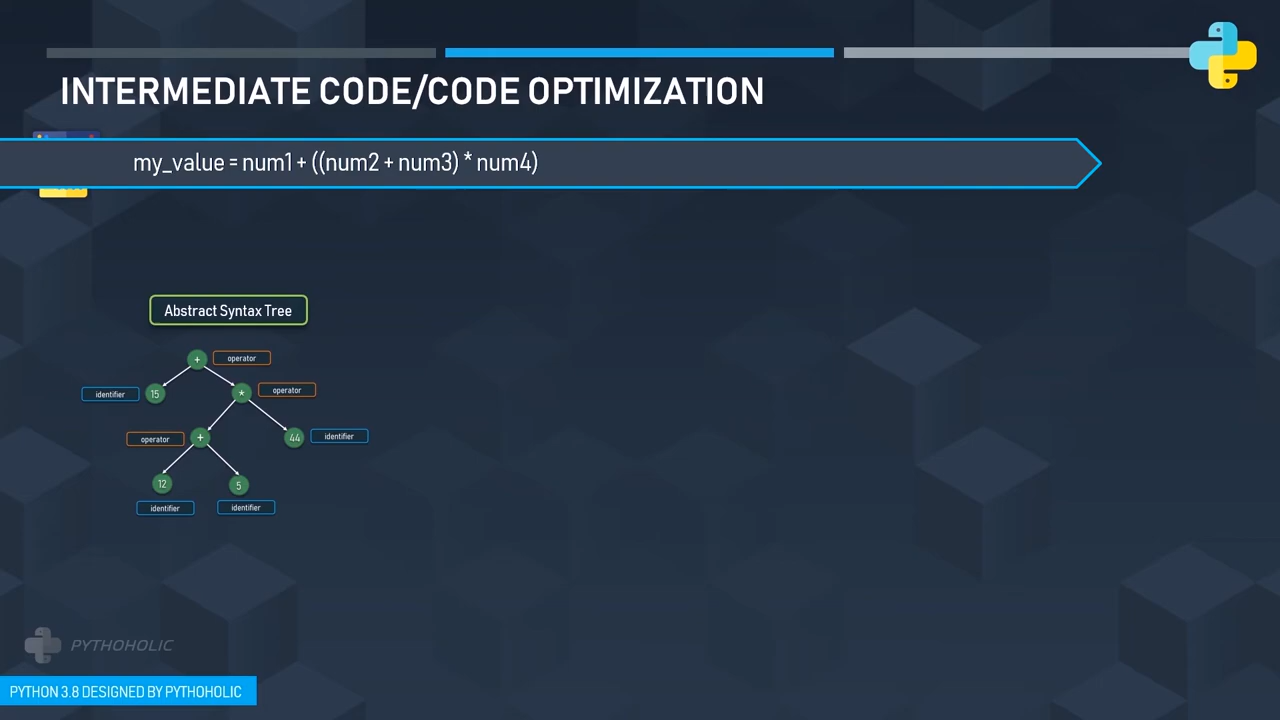 INTERMEDIATE CODE/CODE OPTIMIZATION
my_value = num1 + ((num2 + num3) * num4)
Abstract Syntax Tree
+ operator
identifier 15 * operator
operator + 44 identifier
12 5
identifier identifier
PYTHOHOLIC
PYTHON 3.8 DESIGNED BY PYTHOHOLIC